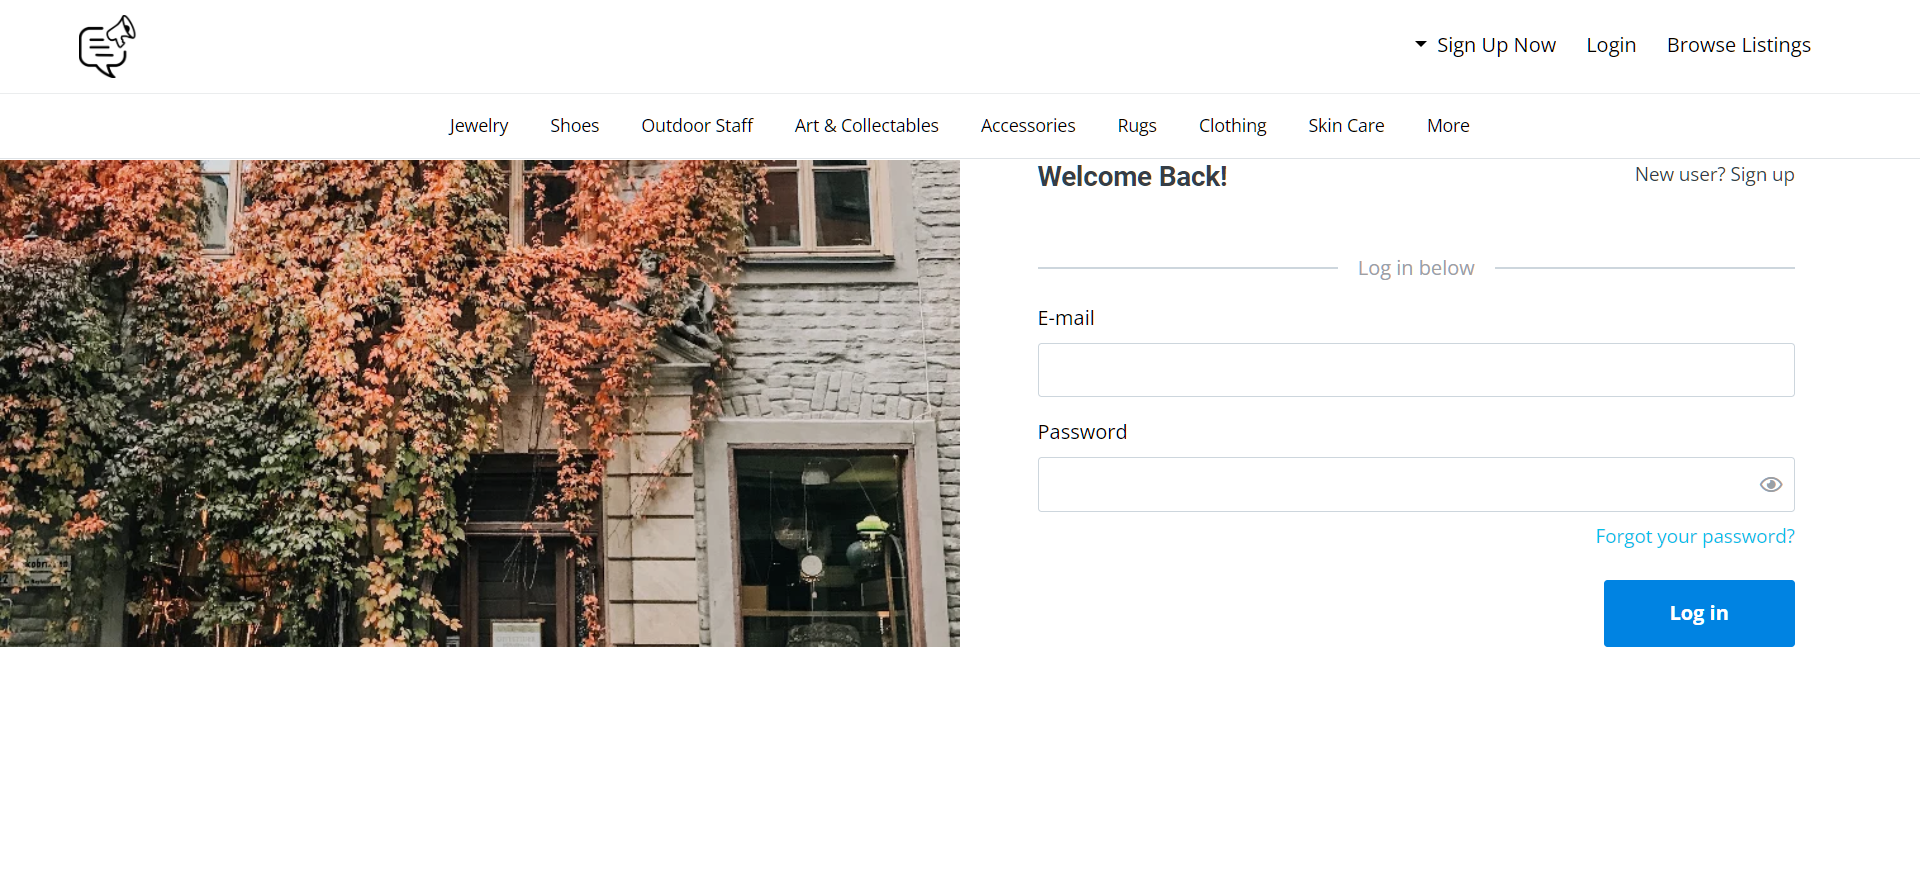 Sign Up Now Login Browse Listings
Jewelry Shoes Outdoor Staff Art & Collectables Accessories Rugs Clothing Skin Care More
Welcome Back!
New user? Sign up
Log in below
E-mail
Password
Forgot your password?
Log in